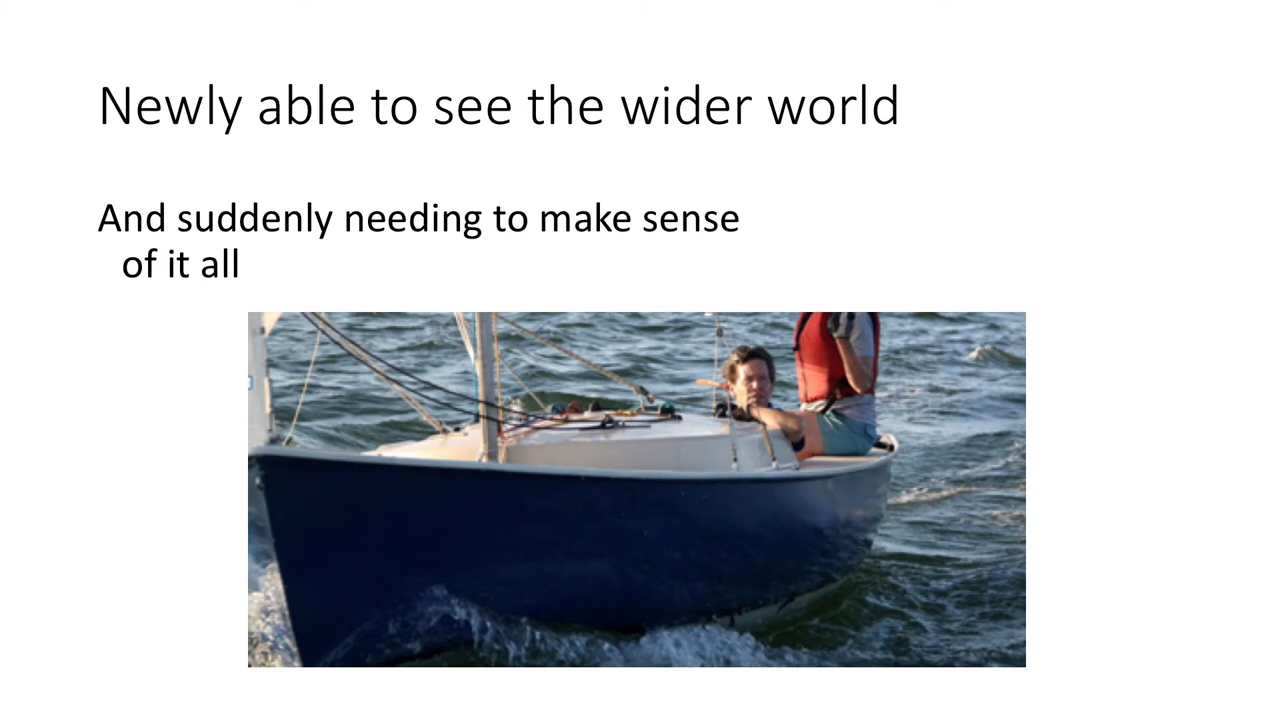 Newly able to see the wider world
And suddenly needing to make sense
of it all